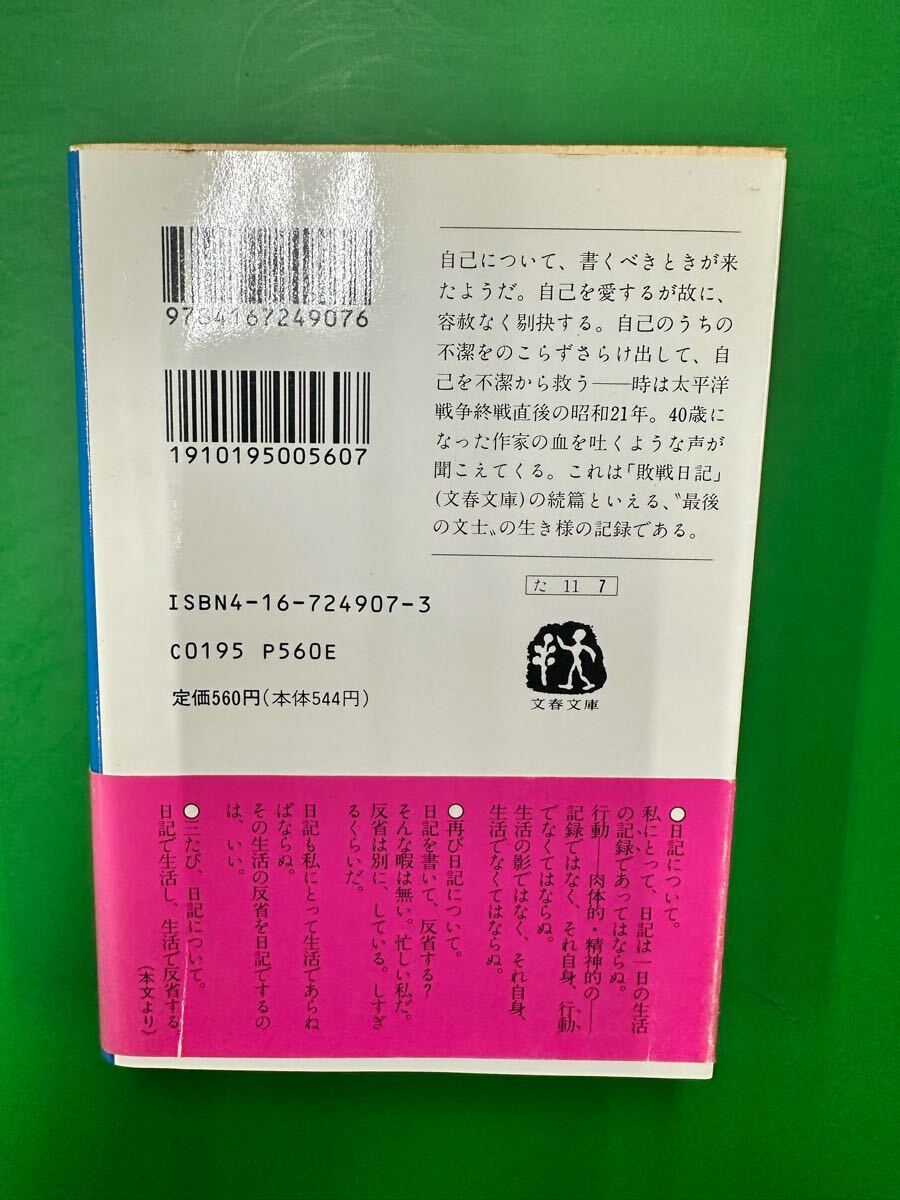 9784167249076
1910195005607
自己について、書くべきときが来
たようだ。自己を愛するが故に、
容赦なく剔抉する。自己のうちの
不潔をのこらずさらけ出して、自
己を不潔から救う――時は太平洋
戦争終戦直後の昭和21年。40歳に
なった作家の血を吐くような声が
聞こえてくる。これは「敗戦日記」
(文春文庫)の続篇といえる、〝最後
の文士〟の生き様の記録である。
ISBN4-16-724907-3
C0195 P560E
定価560円(本体544円)
た 11 7
文春文庫
●日記について。
私にとって、日記は一日の生活
の記録であってはならぬ。
行動――肉体的・精神的の――
記録ではなく、それ自身、行動
でなくてはならぬ。
生活の影ではなく、それ自身、
生活でなくてはならぬ。
●再び日記について。
日記を書いて、反省する?
そんな暇は無い。忙しい私だ。
反省は別に、している。しすぎ
るくらいだ。
日記も私にとって生活であらね
ばならぬ。
その生活の反省を日記でするの
は、いい。
●三たび、日記について。
日記で生活し、生活で反省する。
(本文より)